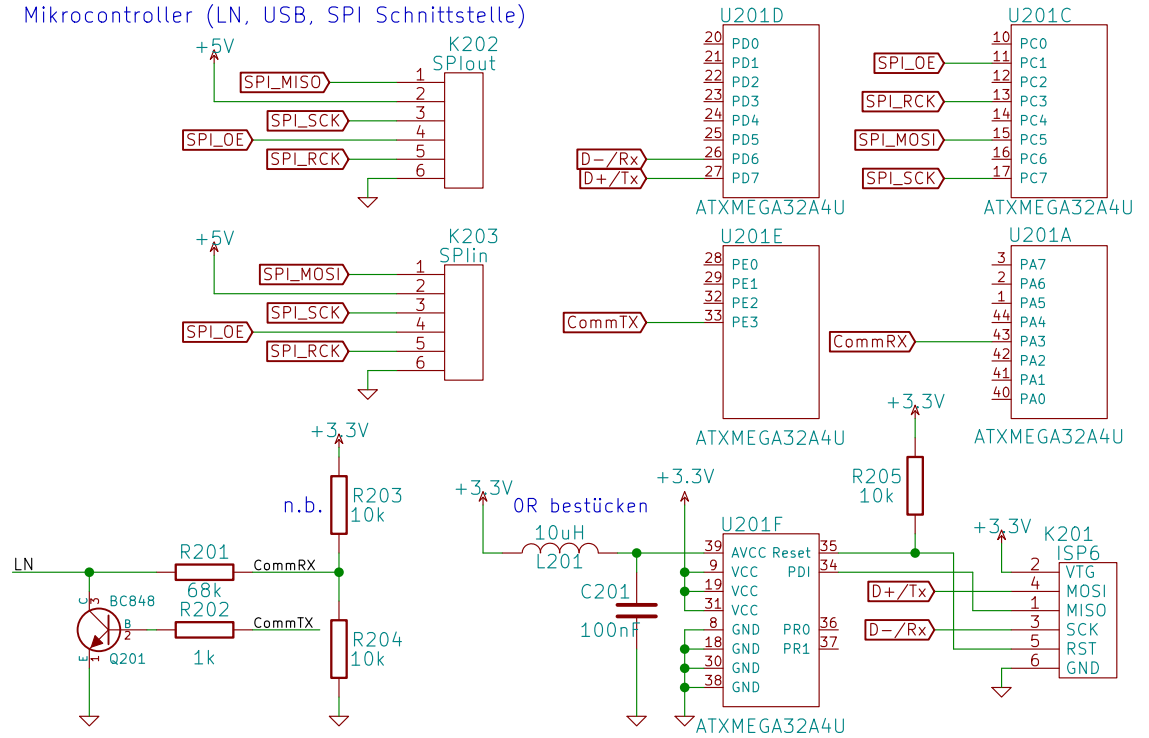 Mikrocontroller (LN, USB, SPI Schnittstelle)
+5V
K202
SPIout
SPI_MISO 1
2
SPI_SCK 3
SPI_OE 4
SPI_RCK 5
6
U201D
20 PD0
21 PD1
22 PD2
23 PD3
24 PD4
25 PD5
D-/Rx 26 PD6
D+/Tx 27 PD7
ATXMEGA32A4U
U201C
10 PC0
SPI_OE 11 PC1
12 PC2
SPI_RCK 13 PC3
14 PC4
SPI_MOSI 15 PC5
16 PC6
SPI_SCK 17 PC7
ATXMEGA32A4U
+5V
K203
SPIin
SPI_MOSI 1
2
SPI_SCK 3
SPI_OE 4
SPI_RCK 5
6
U201E
28 PE0
29 PE1
32 PE2
CommTX 33 PE3
ATXMEGA32A4U
U201A
3 PA7
2 PA6
1 PA5
44 PA4
CommRX 43 PA3
42 PA2
41 PA1
40 PA0
ATXMEGA32A4U
+3.3V
n.b.
R203
10k
LN
R201
68k
CommRX
BC848
C
3
B
2
E
1
Q201
R202
1k
CommTX
R204
10k
+3.3V
0R bestücken
10uH
L201
C201
100nF
+3.3V
U201F
39 AVCC Reset 35
9 VCC PDI 34
19 VCC
31 VCC
8 GND PR0 36
18 GND PR1 37
30 GND
38 GND
ATXMEGA32A4U
+3.3V
R205
10k
+3.3V
K201
ISP6
2 VTG
D+/Tx 4 MOSI
1 MISO
D-/Rx 3 SCK
5 RST
6 GND